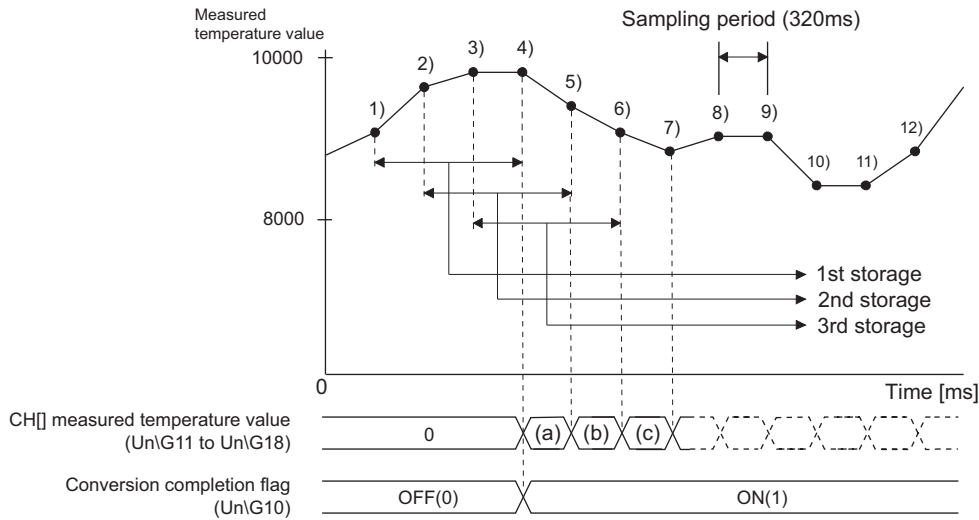 Measured
temperature value
Sampling period (320ms)
10000
1)
2)
3)
4)
5)
6)
7)
8)
9)
10)
11)
12)
8000
1st storage
2nd storage
3rd storage
0
Time [ms]
CH[] measured temperature value
(Un\G11 to Un\G18)
0
(a)
(b)
(c)
Conversion completion flag
(Un\G10)
OFF(0)
ON(1)